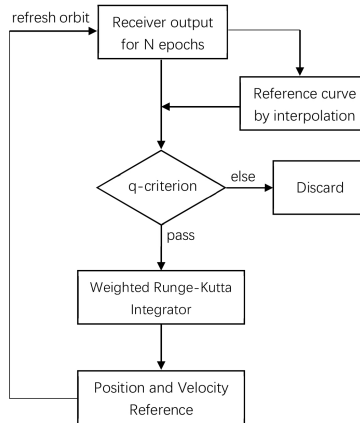 refresh orbit
Receiver output
for N epochs
Reference curve
by interpolation
q-criterion
else
Discard
pass
Weighted Runge-Kutta
Integrator
Position and Velocity
Reference